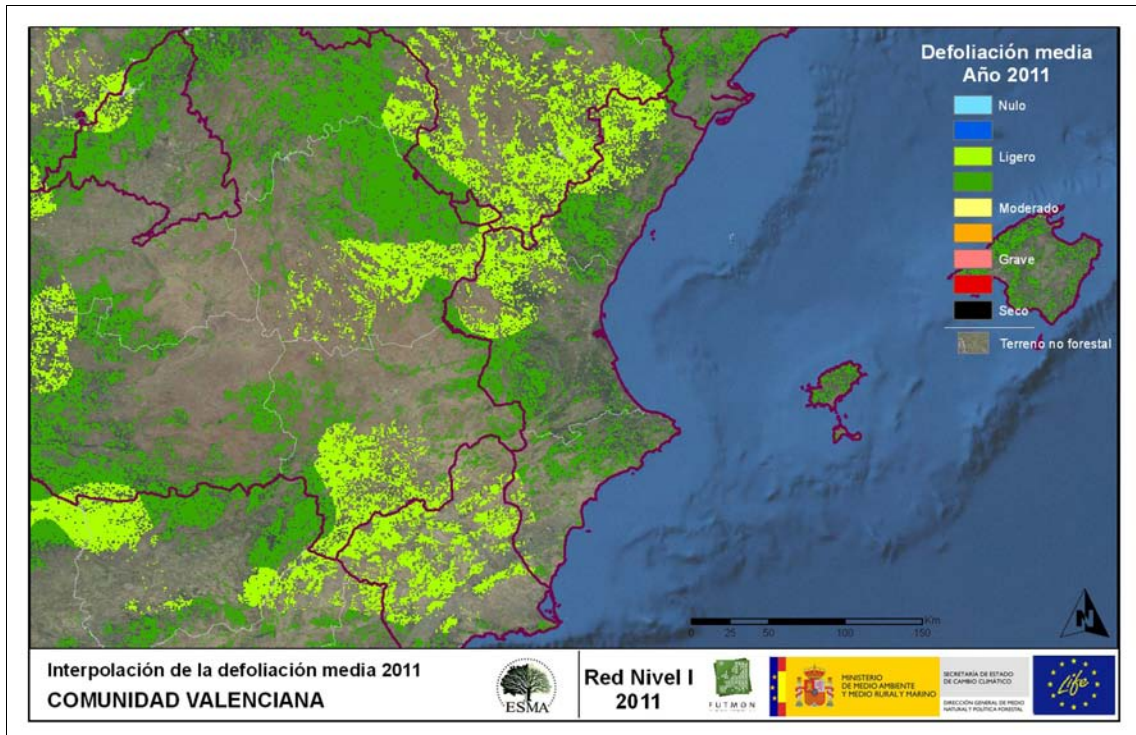 Defoliación media
Año 2011
Nulo
Ligero
Moderado
Grave
Seco
Terreno no forestal
N
Km
0 25 50 100 150
Interpolación de la defoliación media 2011
COMUNIDAD VALENCIANA
ESMA
Red Nivel I
2011
FUTMON
MINISTERIO
DE MEDIO AMBIENTE
Y MEDIO RURAL Y MARINO
SECRETARÍA DE ESTADO
DE CAMBIO CLIMÁTICO
DIRECCIÓN GENERAL DE MEDIO
NATURAL Y POLÍTICA FORESTAL
Life